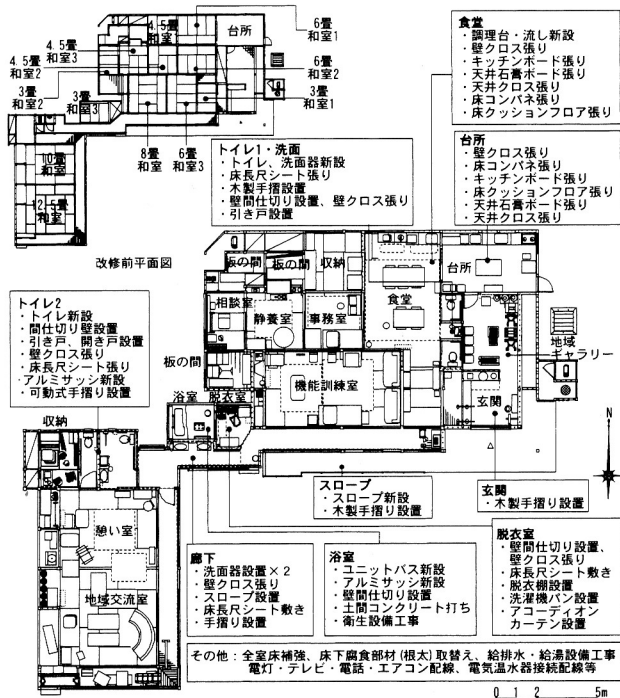 4.5畳
和室
6畳
和室1
台所
4.5畳
和室3
4.5畳
和室2
6畳
和室2
3畳
和室2
3畳
和室3
3畳
和室1
8畳
和室
6畳
和室3
10畳
和室
12.5畳
和室
改修前平面図
食堂
・調理台・流し新設
・壁クロス張り
・キッチンボード張り
・天井石膏ボード張り
・天井クロス張り
・床コンパネ張り
・床クッションフロア張り
台所
・壁クロス張り
・床コンパネ張り
・キッチンボード張り
・床クッションフロア張り
・天井石膏ボード張り
・天井クロス張り
トイレ1・洗面
・トイレ、洗面器新設
・床長尺シート張り
・木製手摺設置
・壁間仕切り設置、壁クロス張り
・引き戸設置
トイレ2
・トイレ新設
・間仕切り壁設置
・引き戸、開き戸設置
・壁クロス張り
・床長尺シート張り
・アルミサッシ新設
・可動式手摺り設置
板の間
板の間
収納
台所
食堂
相談室
静養室
事務室
地域
ギャラリー
板の間
機能訓練室
玄関
浴室
脱衣室
収納
N
憩い室
地域交流室
スロープ
・スロープ新設
・木製手摺り設置
玄関
・木製手摺り設置
廊下
・洗面器設置×2
・壁クロス張り
・スロープ設置
・床長尺シート敷き
・手摺り設置
浴室
・ユニットバス新設
・アルミサッシ新設
・壁間仕切り設置
・土間コンクリート打ち
・衛生設備工事
脱衣室
・壁間仕切り設置、
壁クロス張り
・床長尺シート敷き
・脱衣棚設置
・洗濯機パン設置
・アコーディオン
カーテン設置
その他：全室床補強、床下腐食部材(根太)取替え、給排水・給湯設備工事
電灯・テレビ・電話・エアコン配線、電気温水器接続配線等
0 1 2 5m